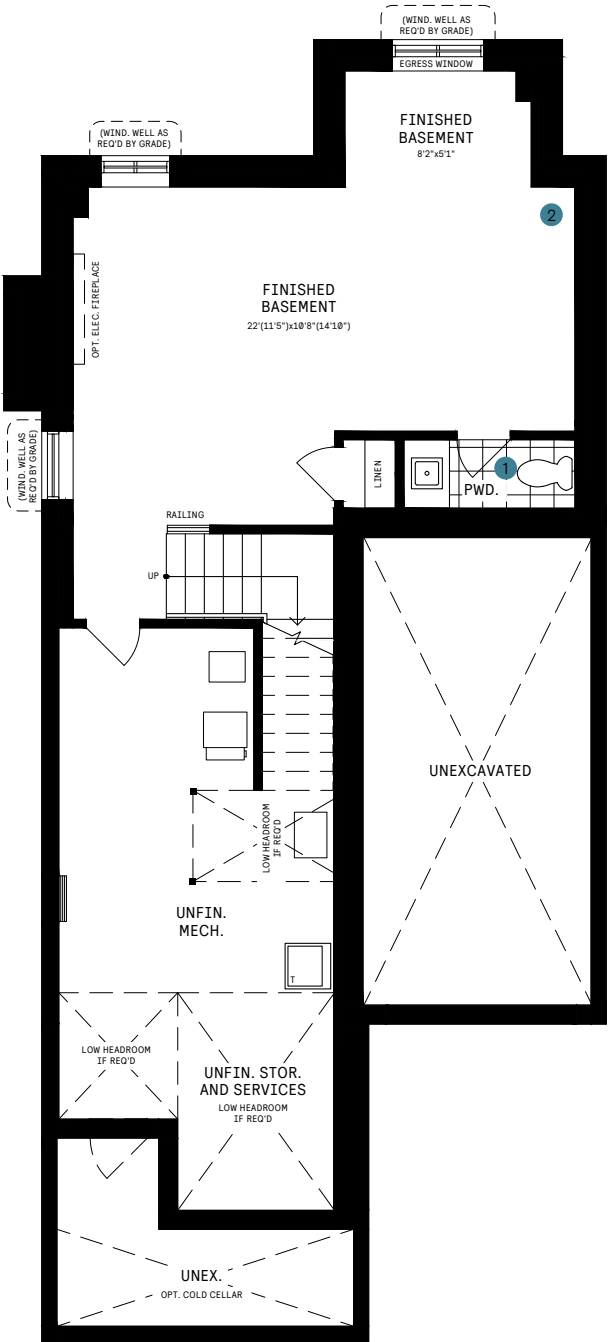 (WIND. WELL AS
REQ'D BY GRADE)
EGRESS WINDOW
FINISHED
BASEMENT
8'2"x5'1"
(WIND. WELL AS
REQ'D BY GRADE)
2
FINISHED
BASEMENT
22'(11'5")x10'8"(14'10")
OPT. ELEC. FIREPLACE
(WIND. WELL AS
REQ'D BY GRADE)
LINEN
1
PWD.
RAILING
UP
UNEXCAVATED
LOW HEADROOM
IF REQ'D
UNFIN.
MECH.
T
LOW HEADROOM
IF REQ'D
UNFIN. STOR.
AND SERVICES
LOW HEADROOM
IF REQ'D
UNEX.
OPT. COLD CELLAR